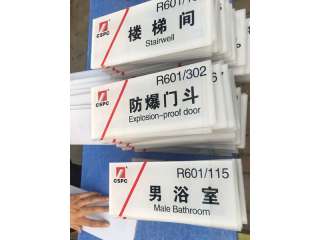 CSPC
楼梯间
Stairwell
R601/302
CSPC
防爆门斗
Explosion-proof door
R601/115
CSPC
男浴室
Male Bathroom